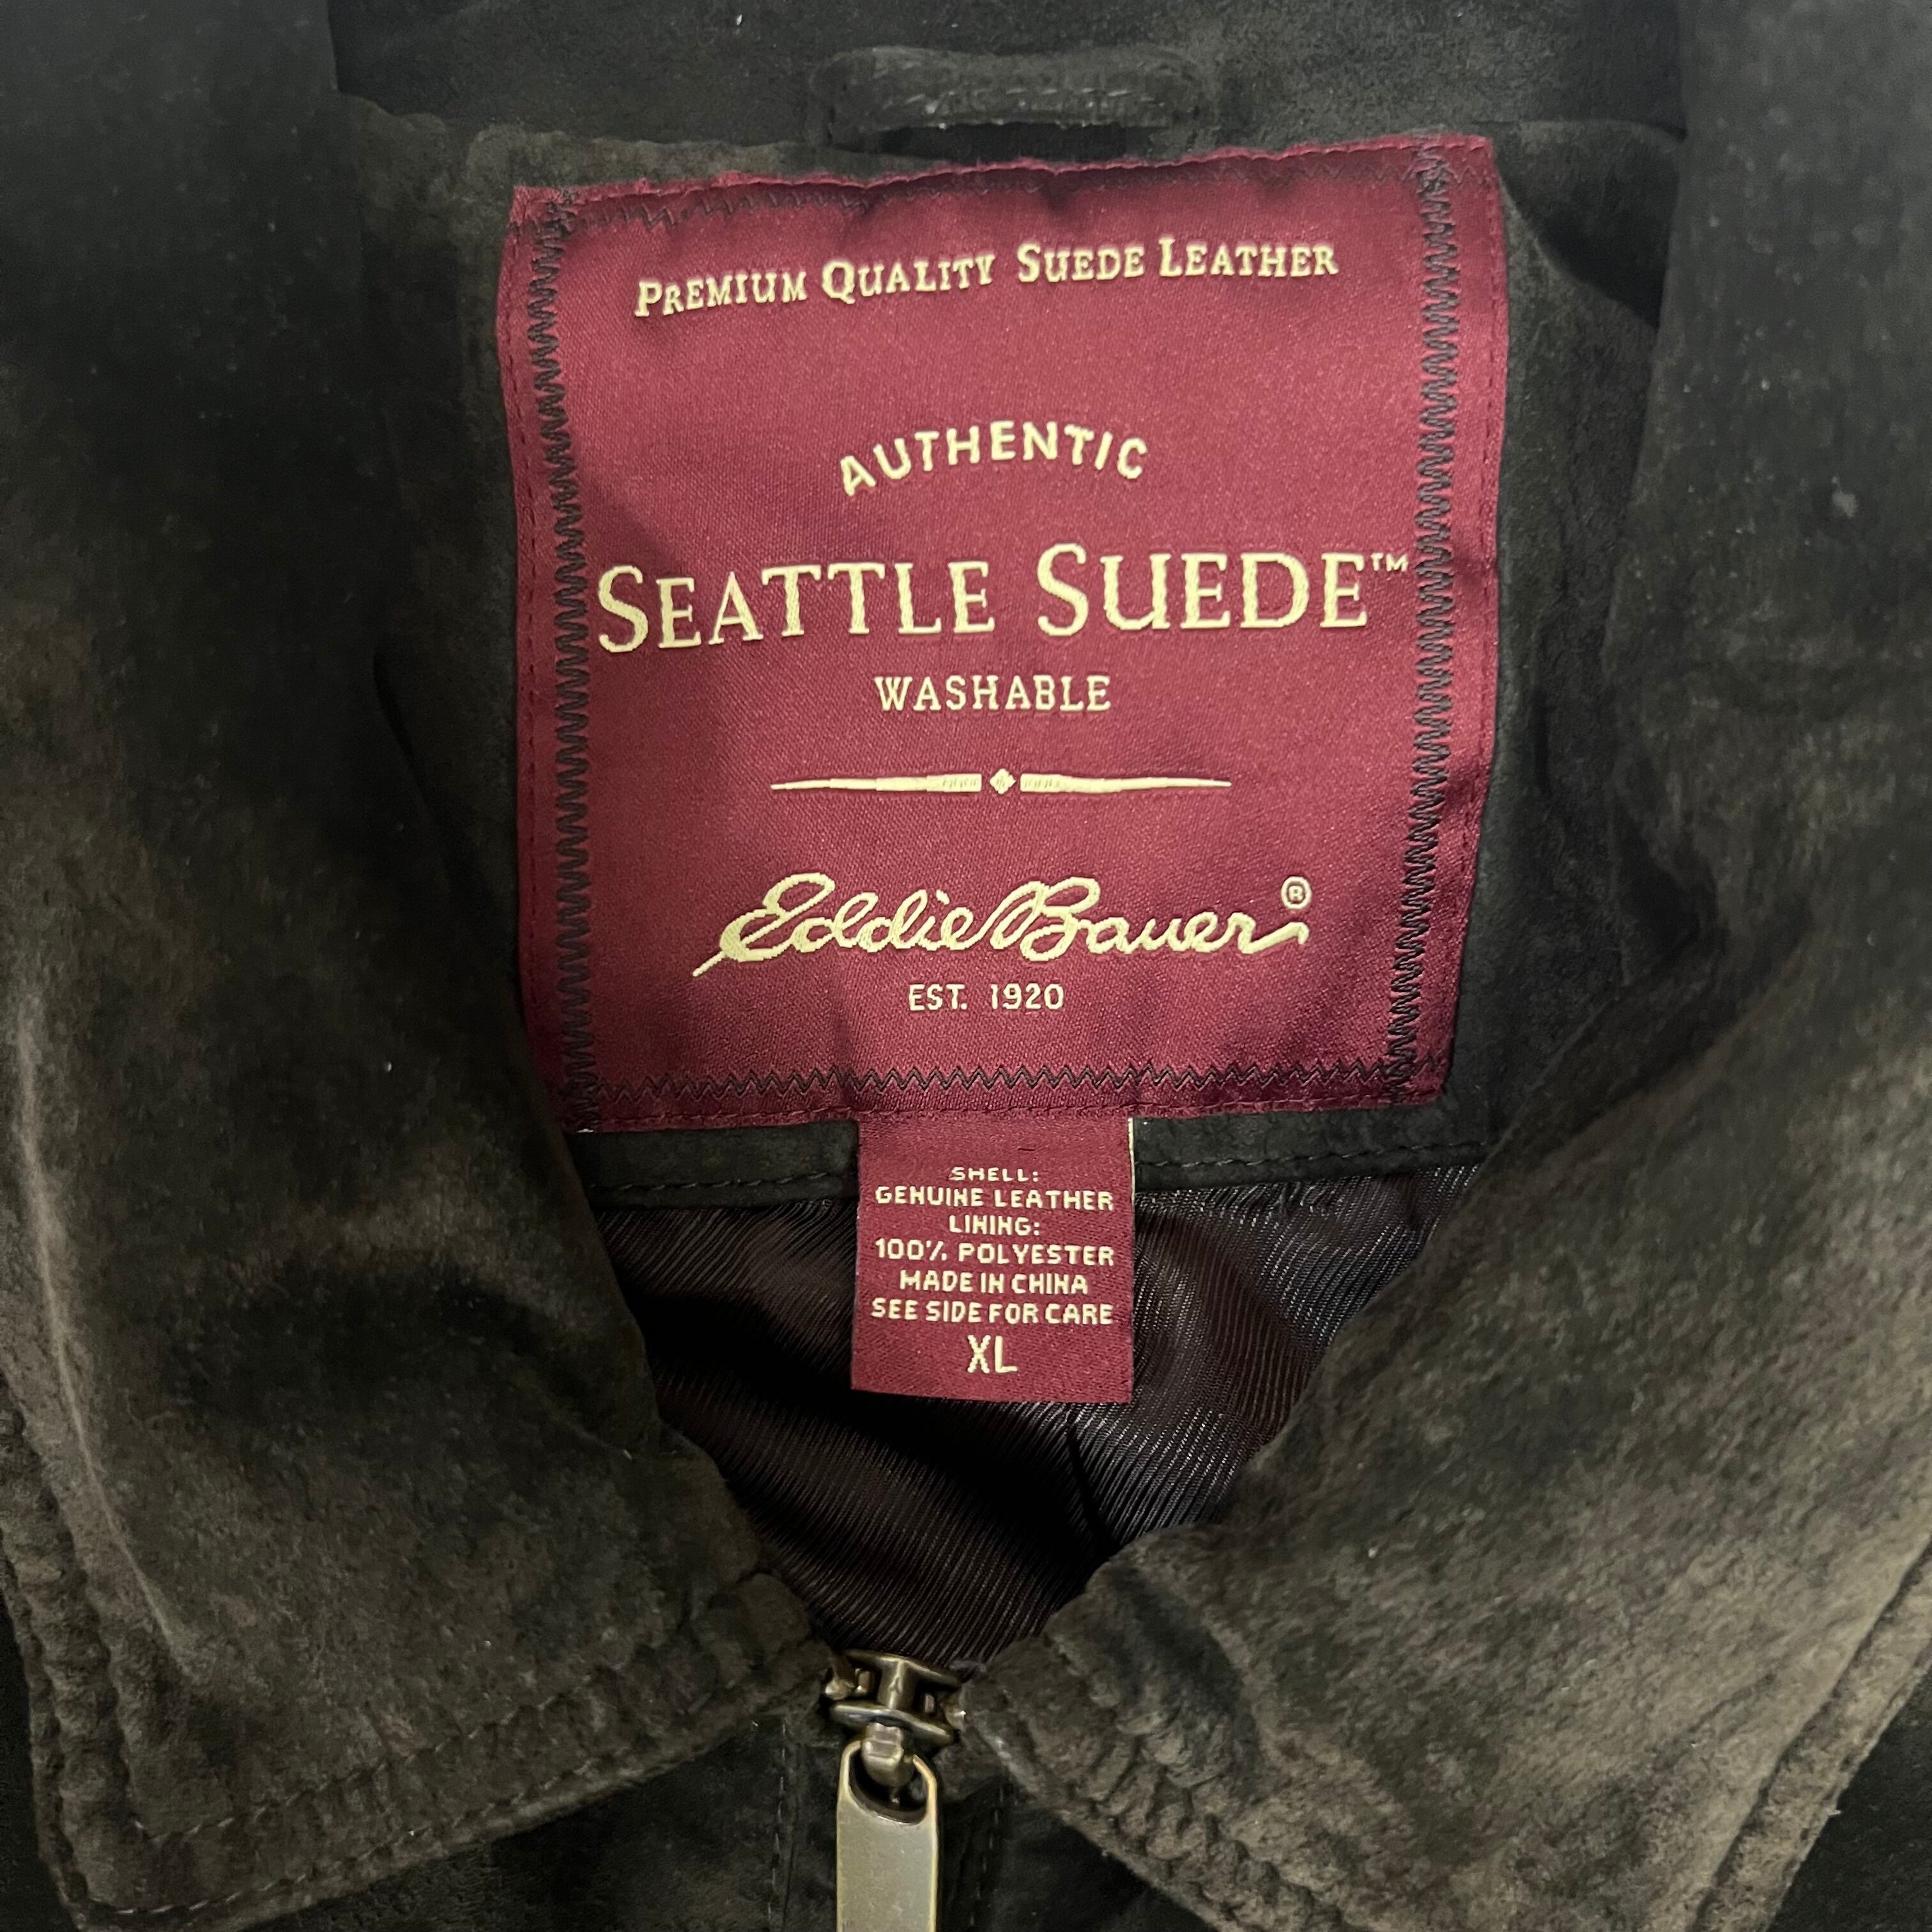 PREMIUM QUALITY SUEDE LEATHER
AUTHENTIC
SEATTLE SUEDE™
WASHABLE
Eddie Bauer®
EST. 1920
SHELL:
GENUINE LEATHER
LINING:
100% POLYESTER
MADE IN CHINA
SEE SIDE FOR CARE
XL